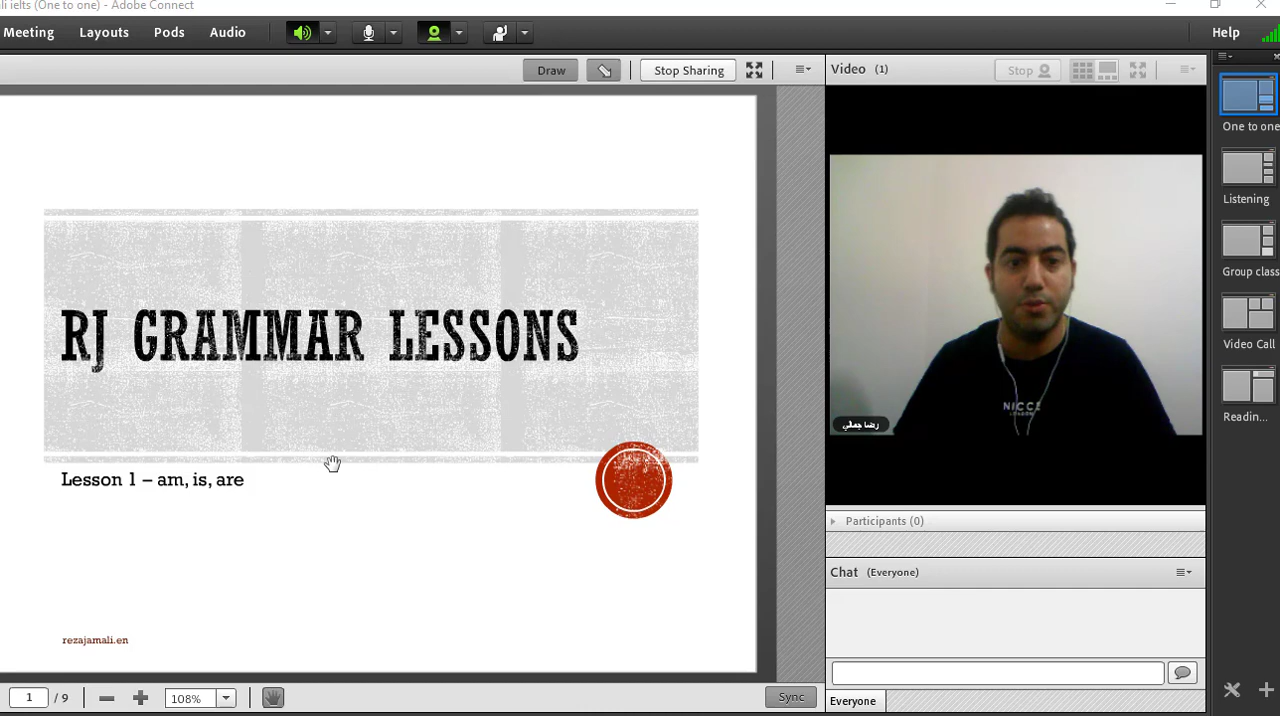 li ielts (One to one) - Adobe Connect
Meeting Layouts Pods Audio Help
Draw Stop Sharing
Video (1) Stop
RJ GRAMMAR LESSONS
Lesson 1 – am, is, are
rezajamali.en
1 / 9 108% Sync
NICCE
LONDON
رضا جمالي
Participants (0)
Chat (Everyone)
Everyone
One to one
Listening
Group class
Video Call
Readin...